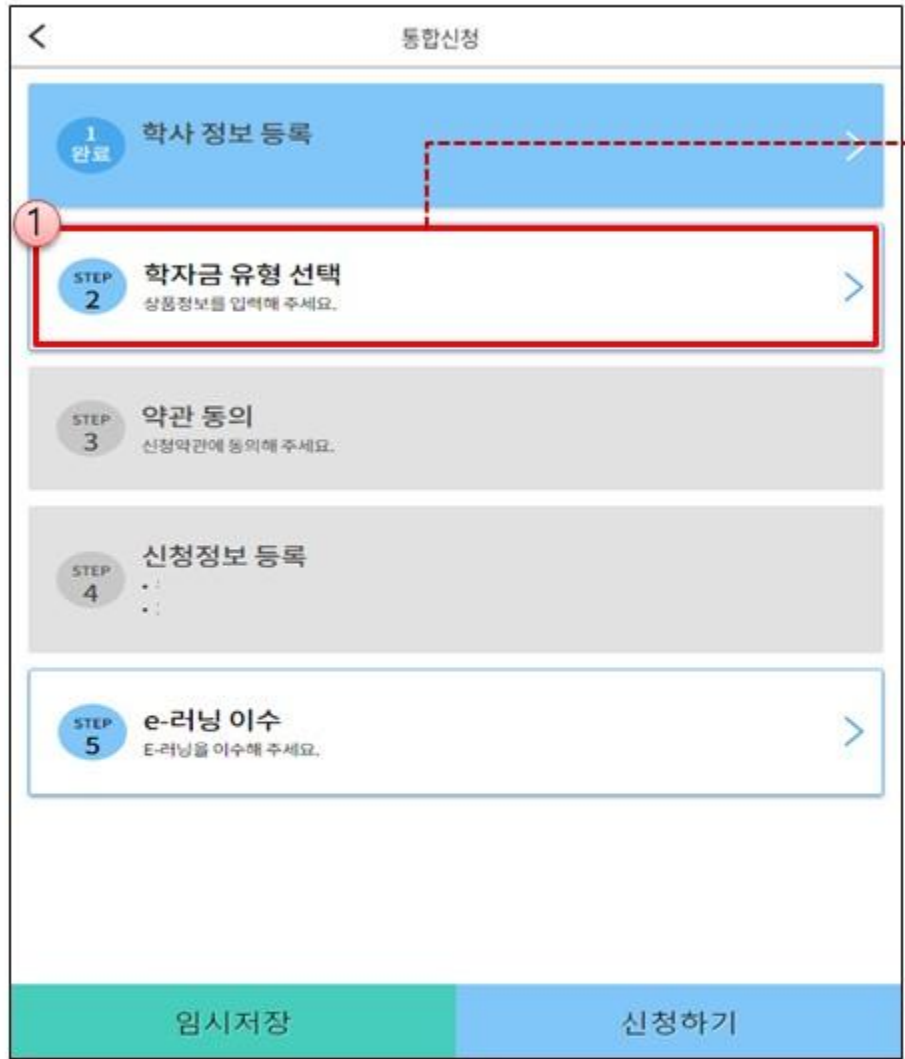 통합신청
1
완료
학사 정보 등록
1
STEP
2
학자금 유형 선택
상품정보를 입력해 주세요.
STEP
3
약관 동의
신청약관에 동의해 주세요.
STEP
4
신청정보 등록
STEP
5
e-러닝 이수
E-러닝을 이수해 주세요.
임시저장
신청하기